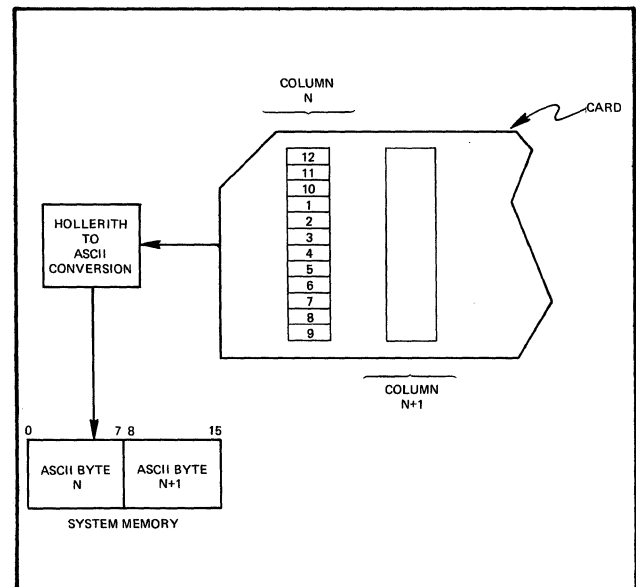 COLUMN
N
CARD
12
11
10
1
2
3
4
5
6
7
8
9
HOLLERITH
TO
ASCII
CONVERSION
COLUMN
N+1
0 7 8 15
ASCII BYTE
N
ASCII BYTE
N+1
SYSTEM MEMORY